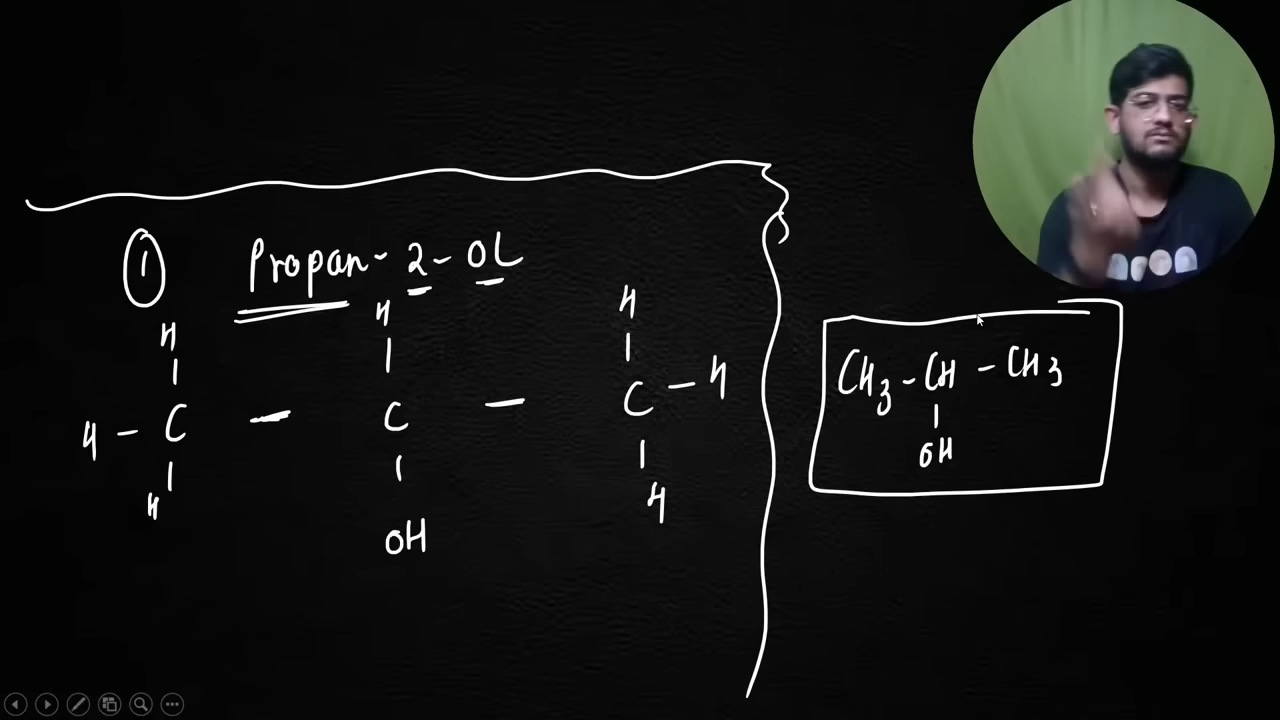 ①
Propan-2-OL
H H H
H - C - C - C - H
H OH H
CH3 - CH - CH3
OH